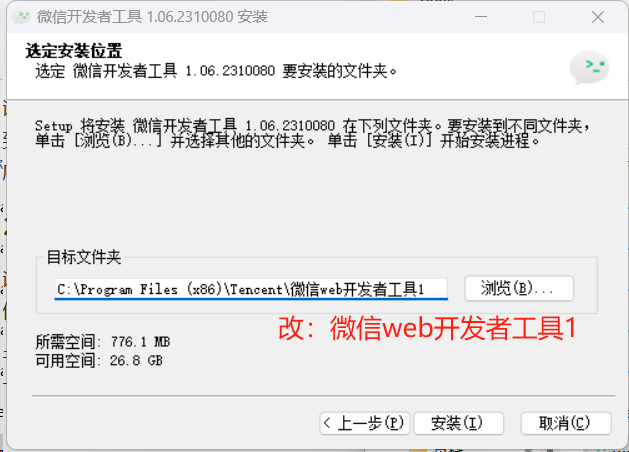 微信开发者工具 1.06.2310080 安装
选定安装位置
选定 微信开发者工具 1.06.2310080 要安装的文件夹。
Setup 将安装 微信开发者工具 1.06.2310080 在下列文件夹。要安装到不同文件夹，
单击 [浏览(B)...] 并选择其他的文件夹。 单击 [安装(I)] 开始安装进程。
目标文件夹
C:\Program Files (x86)\Tencent\微信web开发者工具1
浏览(B)...
改：微信web开发者工具1
所需空间: 776.1 MB
可用空间: 26.8 GB
< 上一步(P)
安装(I)
取消(C)